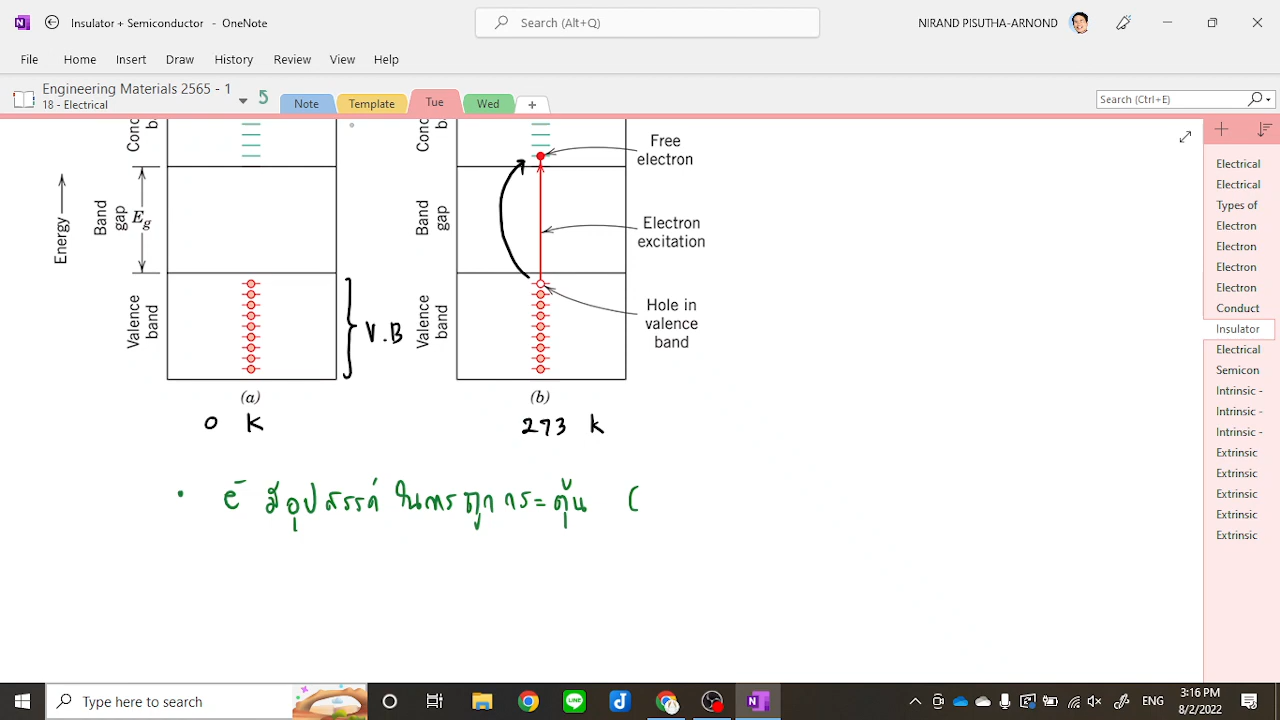 Insulator + Semiconductor - OneNote
Search (Alt+Q)
NIRAND PISUTHA-ARNOND
File Home Insert Draw History Review View Help
Engineering Materials 2565 - 1
18 - Electrical
Note Template Tue Wed +
Search (Ctrl+E)
Energy
Band gap
Eg
Valence band
V.B
(a)
0 K
Band gap
Valence band
Free electron
Electron excitation
Hole in valence band
(b)
273 K
• e⁻ มีอุปสรรค์ ในการถูกกระตุ้น (
Electrical
Electrical
Types of
Electron
Electron
Electron
Electron
Conduct
Insulator
Electrical
Semicon
Intrinsic -
Intrinsic -
Intrinsic -
Extrinsic
Extrinsic
Extrinsic
Extrinsic
Extrinsic
Type here to search
LINE
ENG
3:16 PM
8/2/2022